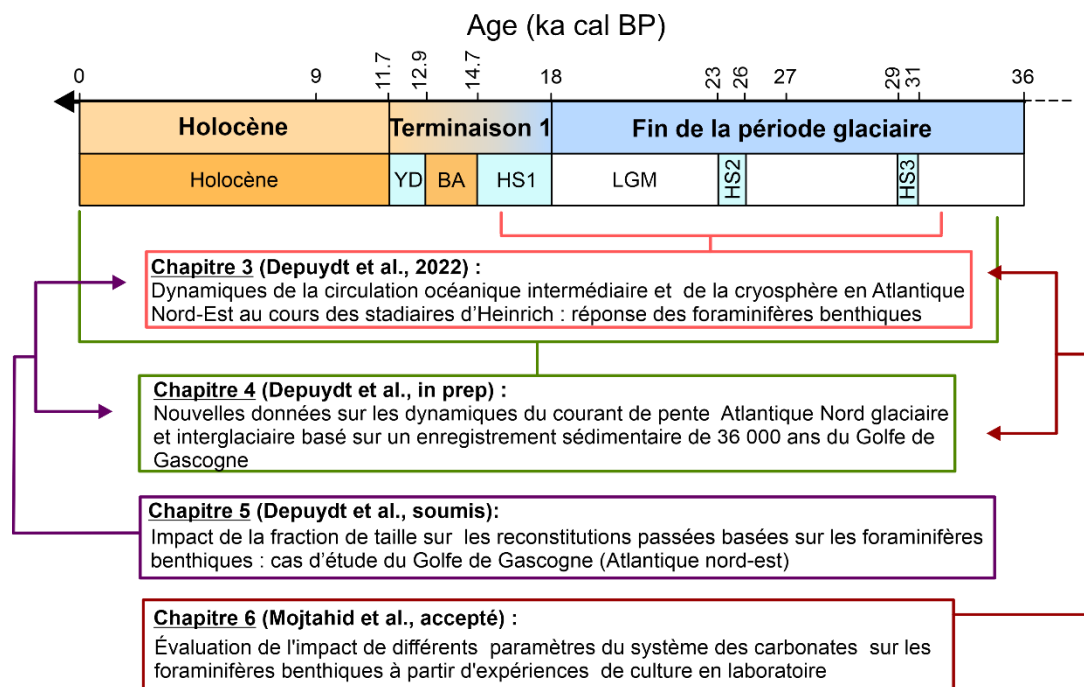 Age (ka cal BP)
0 9 11.7 12.9 14.7 18 23 26 27 29 31 36
Holocène Terminaison 1 Fin de la période glaciaire
Holocène YD BA HS1 LGM HS2 HS3
Chapitre 3 (Depuydt et al., 2022) :
Dynamiques de la circulation océanique intermédiaire et de la cryosphère en Atlantique
Nord-Est au cours des stadiaires d'Heinrich : réponse des foraminifères benthiques
Chapitre 4 (Depuydt et al., in prep) :
Nouvelles données sur les dynamiques du courant de pente Atlantique Nord glaciaire
et interglaciaire basé sur un enregistrement sédimentaire de 36 000 ans du Golfe de
Gascogne
Chapitre 5 (Depuydt et al., soumis):
Impact de la fraction de taille sur les reconstitutions passées basées sur les foraminifères
benthiques : cas d'étude du Golfe de Gascogne (Atlantique nord-est)
Chapitre 6 (Mojtahid et al., accepté) :
Évaluation de l'impact de différents paramètres du système des carbonates sur les
foraminifères benthiques à partir d'expériences de culture en laboratoire